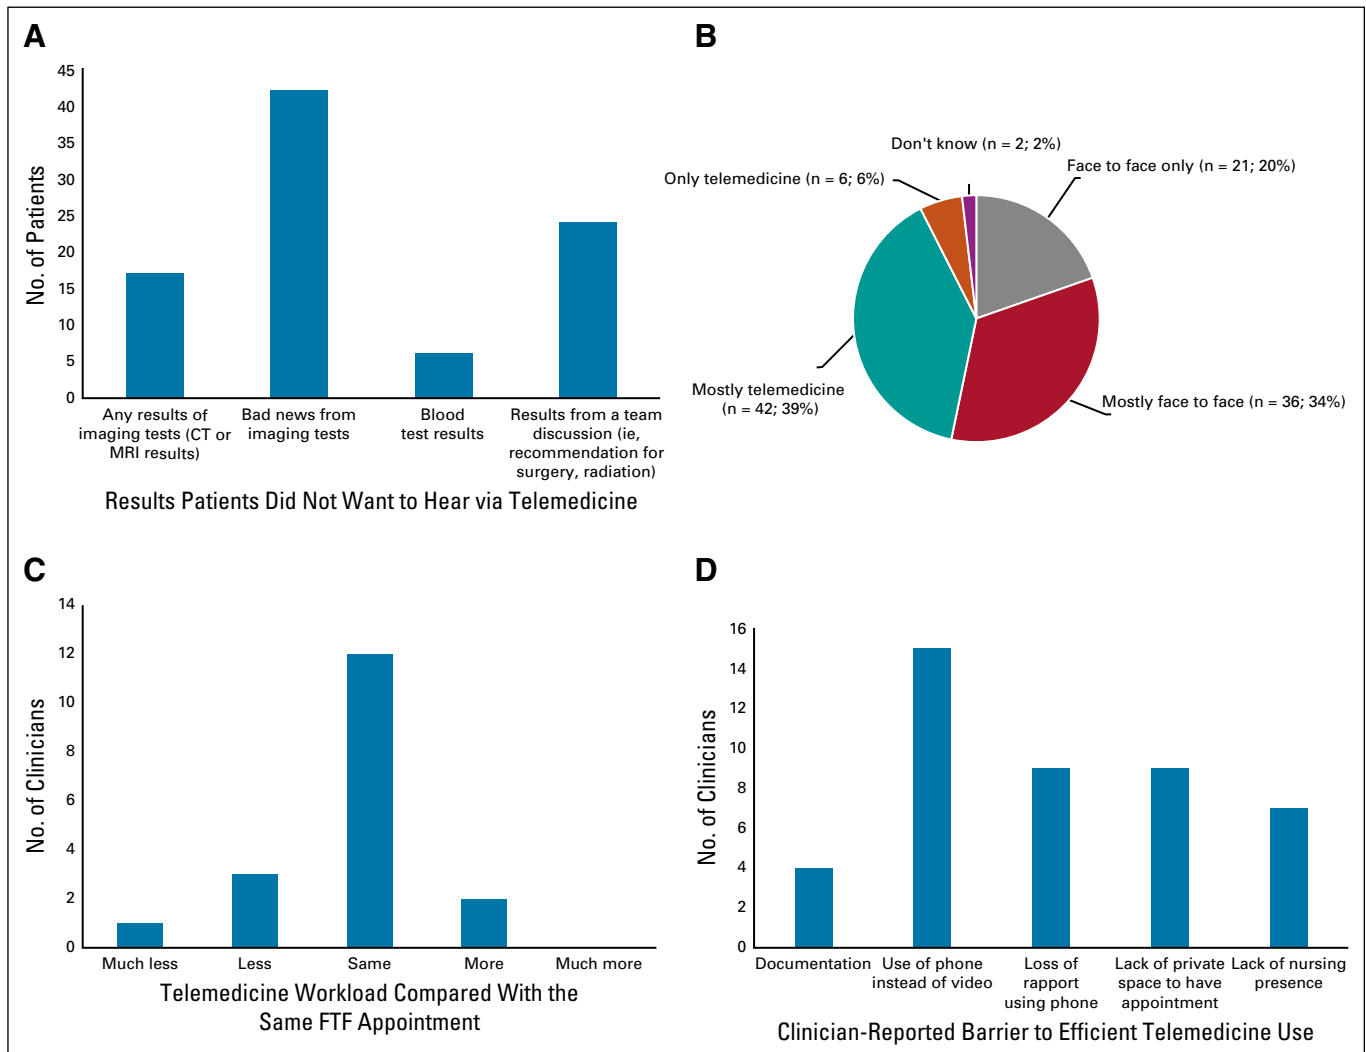 A
45
40
35
30
25
20
15
10
5
0
No. of Patients
Any results of
imaging tests (CT or
MRI results)
Bad news from
imaging tests
Blood
test results
Results from a team
discussion (ie,
recommendation for
surgery, radiation)
Results Patients Did Not Want to Hear via Telemedicine
B
Don't know (n = 2; 2%)
Face to face only (n = 21; 20%)
Only telemedicine (n = 6; 6%)
Mostly telemedicine
(n = 42; 39%)
Mostly face to face (n = 36; 34%)
C
14
12
10
8
6
4
2
0
No. of Clinicians
Much less
Less
Same
More
Much more
Telemedicine Workload Compared With the
Same FTF Appointment
D
16
14
12
10
8
6
4
2
0
No. of Clinicians
Documentation
Use of phone
instead of video
Loss of
rapport
using phone
Lack of private
space to have
appointment
Lack of nursing
presence
Clinician-Reported Barrier to Efficient Telemedicine Use